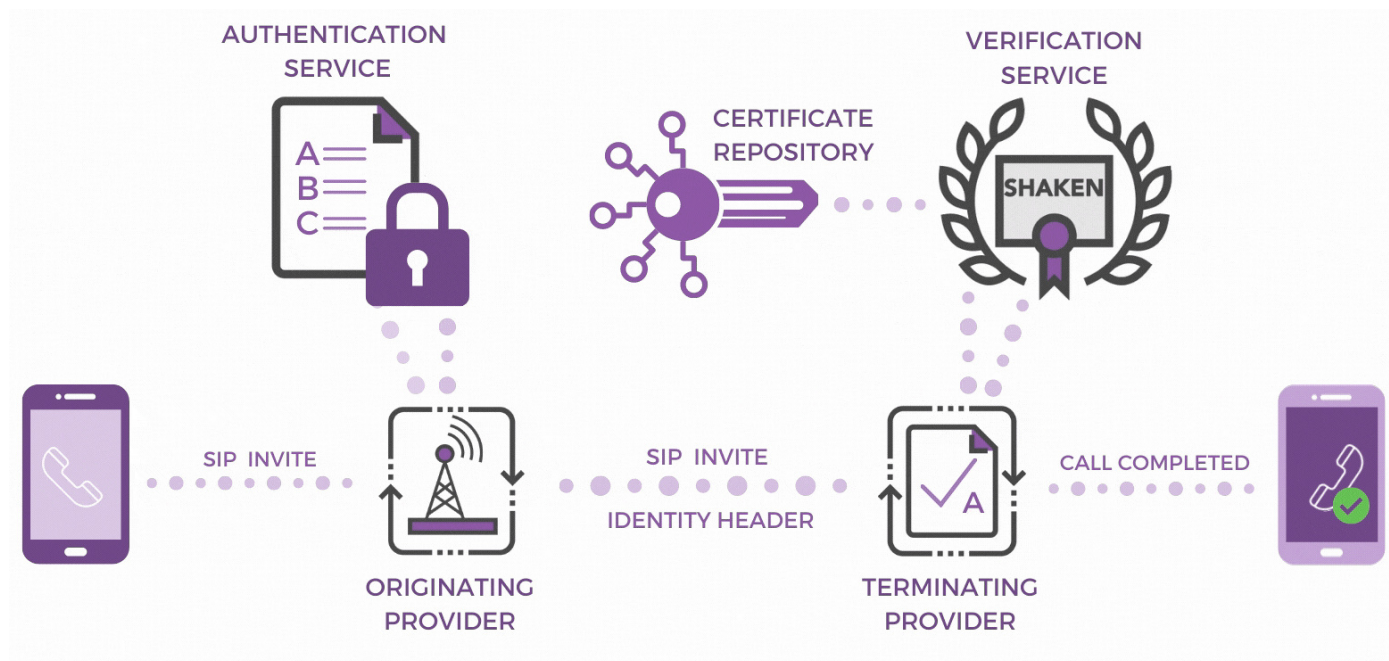 AUTHENTICATION
SERVICE
A
B
C
CERTIFICATE
REPOSITORY
VERIFICATION
SERVICE
SHAKEN
SIP INVITE
ORIGINATING
PROVIDER
SIP INVITE
IDENTITY HEADER
A
TERMINATING
PROVIDER
CALL COMPLETED